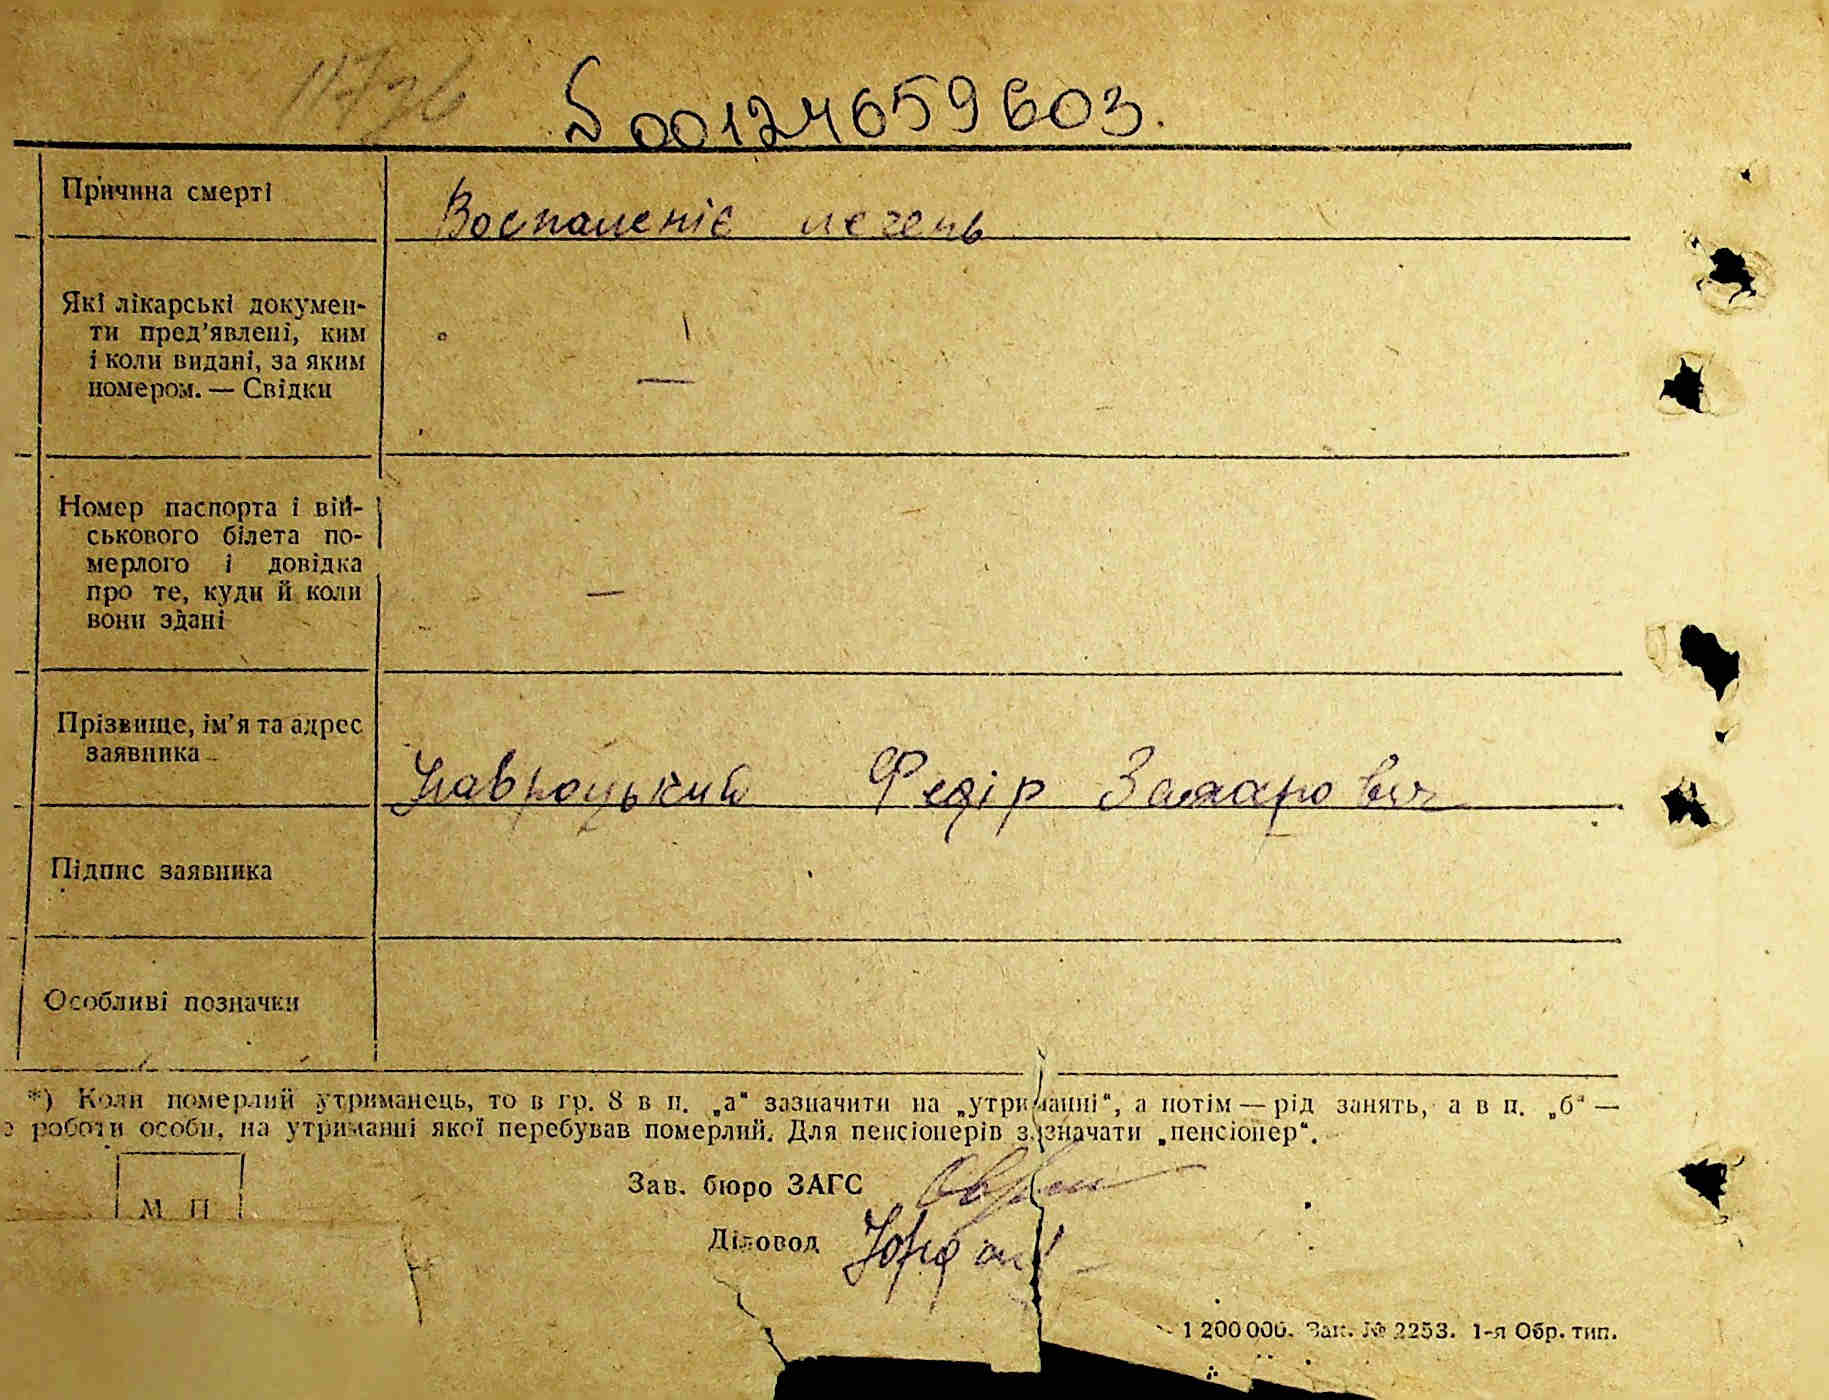 1736
S 00124659603.
Причина смерті
Воспаленіє печень
Які лікарські докумен-
ти пред'явлені, ким
і коли видані, за яким
номером. — Свідки
—
Номер паспорта і вій-
ськового білета по-
мерлого і довідка
про те, куди й коли
вони здані
—
Прізвище, ім'я та адрес
заявника
Навроцький Федір Захарович
Підпис заявника
Особливі позначки
*) Коли померлий утриманець, то в гр. 8 в п. „а“ зазначити на „утриманні“, а потім — рід занять, а в п. „б“ —
роботи особи, на утриманні якої перебував померлий. Для пенсіонерів зазначати „пенсіонер“.
М П
Зав. бюро ЗАГС
Діловод
1 200 000. Зак. № 2253. 1-я Обр. тип.